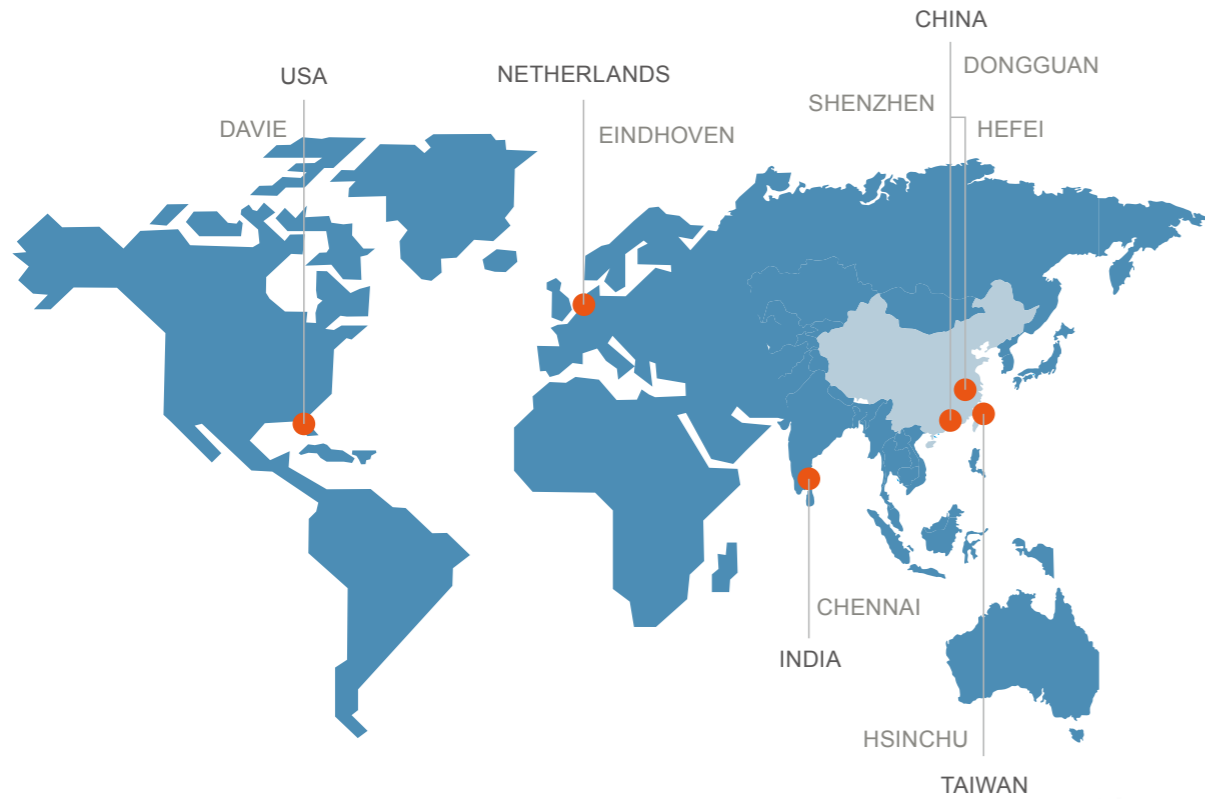 CHINA
DONGGUAN
USA
NETHERLANDS
SHENZHEN
DAVIE
EINDHOVEN
HEFEI
CHENNAI
INDIA
HSINCHU
TAIWAN